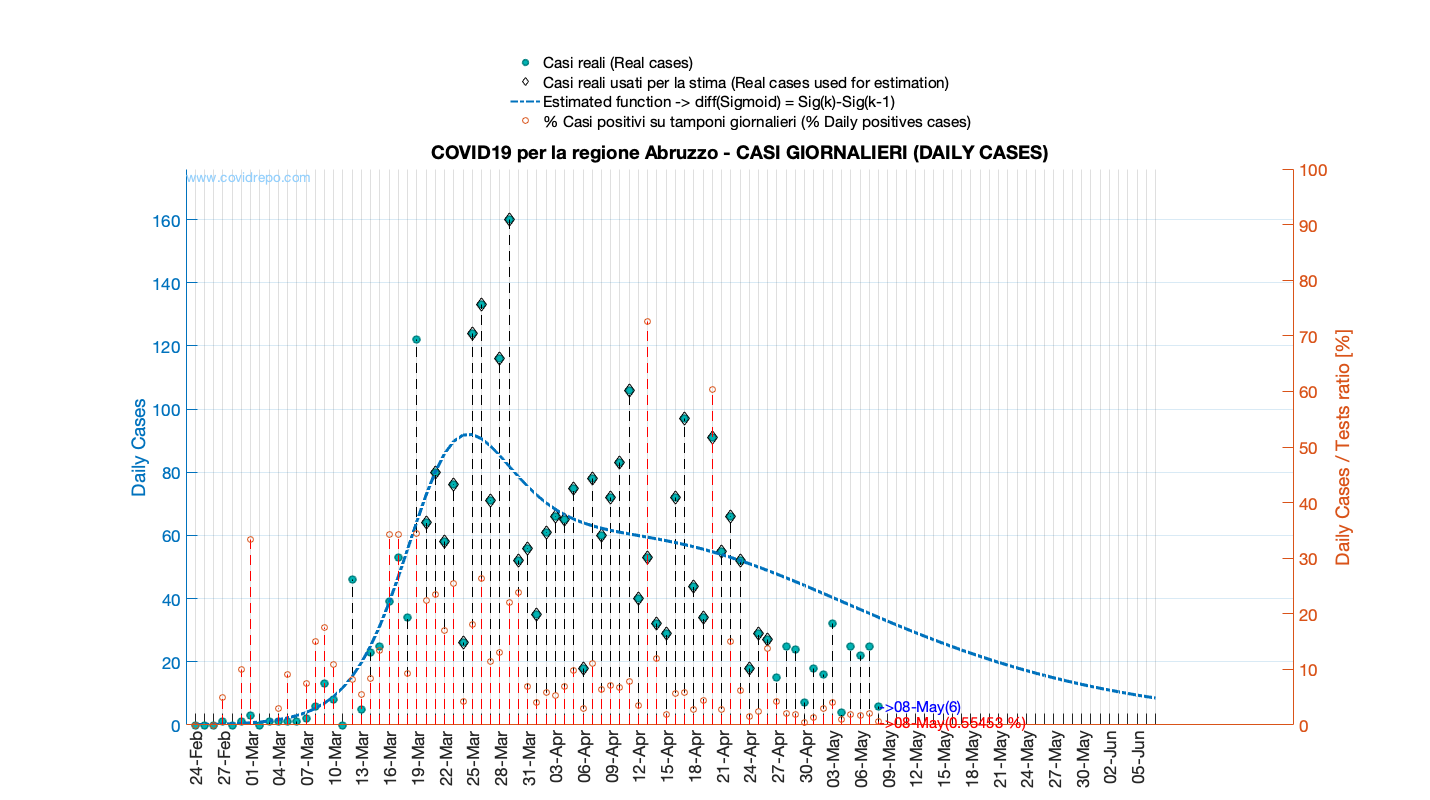 Casi reali (Real cases)
Casi reali usati per la stima (Real cases used for estimation)
Estimated function -> diff(Sigmoid) = Sig(k)-Sig(k-1)
% Casi positivi su tamponi giornalieri (% Daily positives cases)
COVID19 per la regione Abruzzo - CASI GIORNALIERI (DAILY CASES)
www.covidrepo.com
Daily Cases
160
140
120
100
80
60
40
20
0
100
90
80
70
60
50
40
30
20
10
0
Daily Cases / Tests ratio [%]
->08-May(6)
->08-May(0.55453 %)
24-Feb
27-Feb
01-Mar
04-Mar
07-Mar
10-Mar
13-Mar
16-Mar
19-Mar
22-Mar
25-Mar
28-Mar
31-Mar
03-Apr
06-Apr
09-Apr
12-Apr
15-Apr
18-Apr
21-Apr
24-Apr
27-Apr
30-Apr
03-May
06-May
09-May
12-May
15-May
18-May
21-May
24-May
27-May
30-May
02-Jun
05-Jun